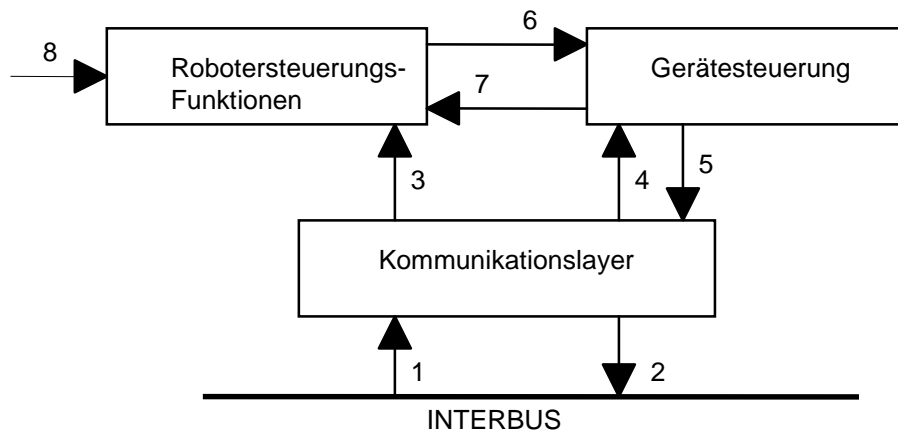 8
6
Robotersteuerungs-
Funktionen
7
Gerätesteuerung
3
4
5
Kommunikationslayer
1
2
INTERBUS